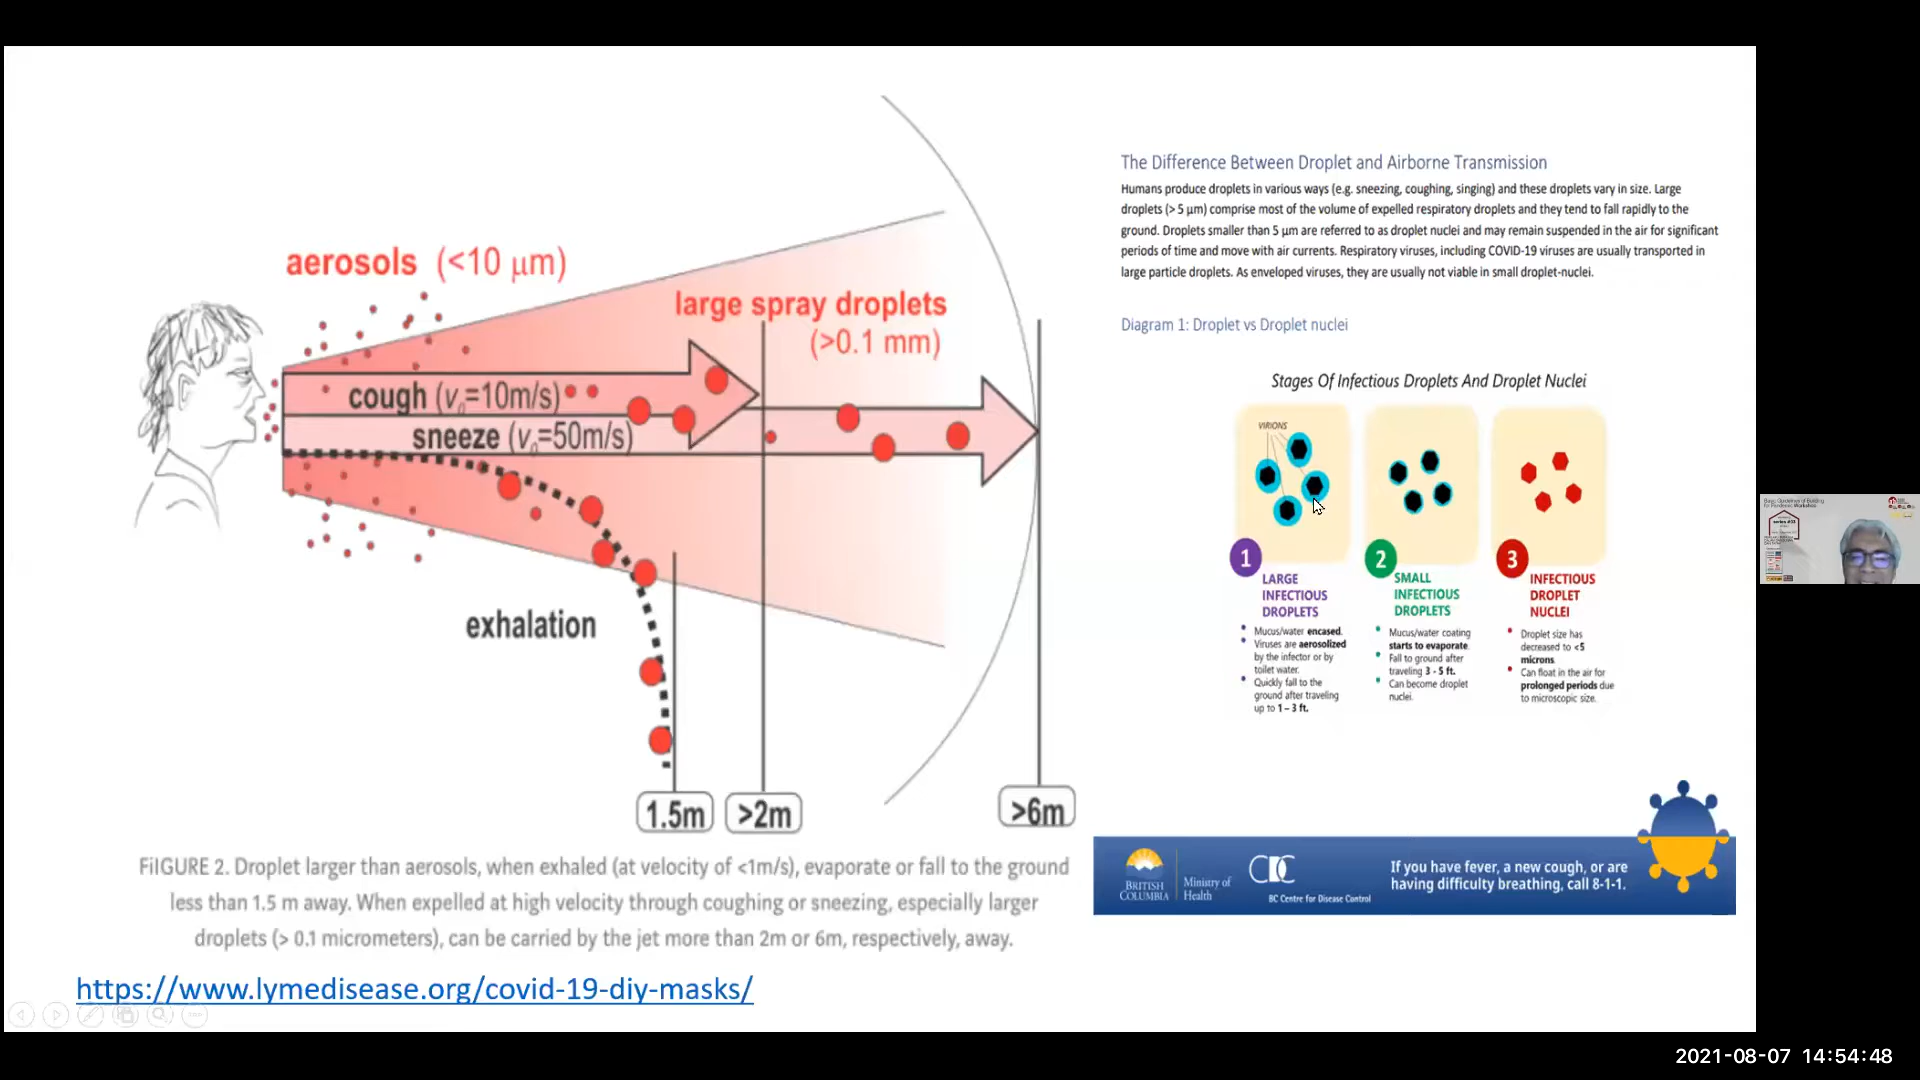 aerosols (<10 µm)
large spray droplets
(>0.1 mm)
cough (v₀=10m/s)
sneeze (v₀=50m/s)
exhalation
1.5m
>2m
>6m
FiIGURE 2. Droplet larger than aerosols, when exhaled (at velocity of <1m/s), evaporate or fall to the ground
less than 1.5 m away. When expelled at high velocity through coughing or sneezing, especially larger
droplets (> 0.1 micrometers), can be carried by the jet more than 2m or 6m, respectively, away.
https://www.lymedisease.org/covid-19-diy-masks/
The Difference Between Droplet and Airborne Transmission
Humans produce droplets in various ways (e.g. sneezing, coughing, singing) and these droplets vary in size. Large
droplets (> 5 µm) comprise most of the volume of expelled respiratory droplets and they tend to fall rapidly to the
ground. Droplets smaller than 5 µm are referred to as droplet nuclei and may remain suspended in the air for significant
periods of time and move with air currents. Respiratory viruses, including COVID-19 viruses are usually transported in
large particle droplets. As enveloped viruses, they are usually not viable in small droplet-nuclei.
Diagram 1: Droplet vs Droplet nuclei
Stages Of Infectious Droplets And Droplet Nuclei
VIRIONS
1
LARGE
INFECTIOUS
DROPLETS
• Mucus/water encased.
• Viruses are aerosolized
by the infector or by
toilet water.
• Quickly fall to the
ground after traveling
up to 1 – 3 ft.
2
SMALL
INFECTIOUS
DROPLETS
• Mucus/water coating
starts to evaporate.
• Fall to ground after
traveling 3 - 5 ft.
• Can become droplet
nuclei.
3
INFECTIOUS
DROPLET
NUCLEI
• Droplet size has
decreased to <5
microns.
• Can float in the air for
prolonged periods due
to microscopic size.
BRITISH
COLUMBIA
Ministry of
Health
CDC
BC Centre for Disease Control
If you have fever, a new cough, or are
having difficulty breathing, call 8-1-1.
Basic Guidelines of Building
for Pandemic Workshop
series #03
2021-08-07 14:54:48